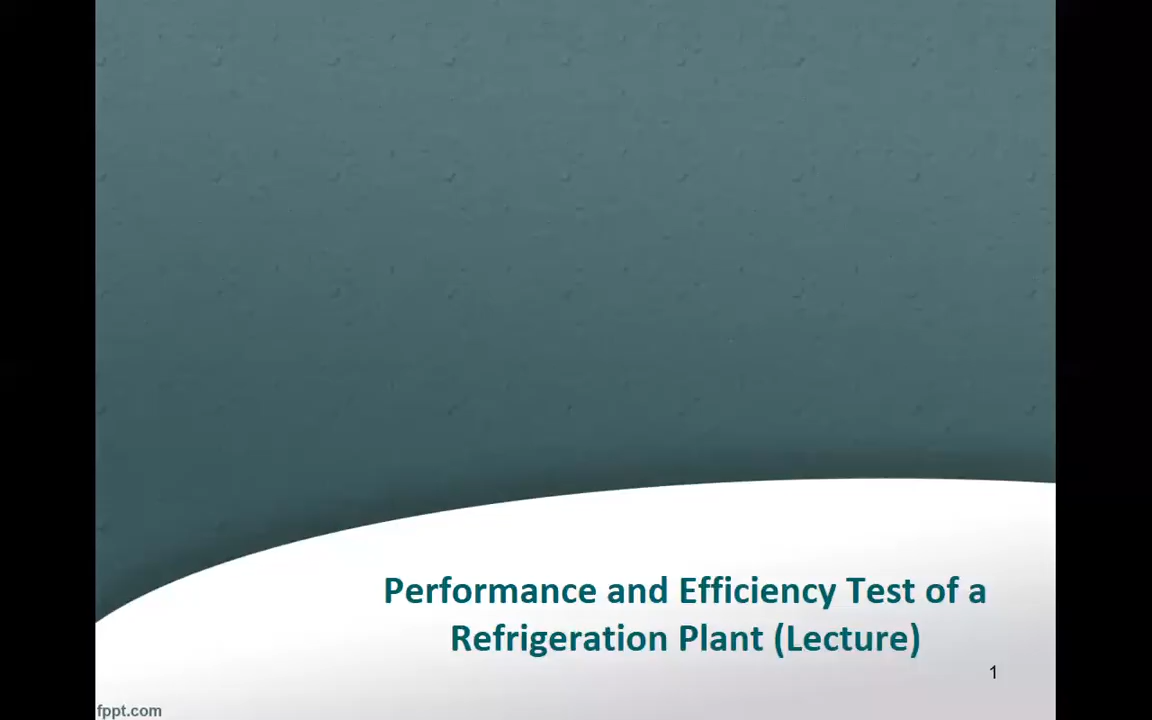 Performance and Efficiency Test of a
Refrigeration Plant (Lecture)
1
fppt.com